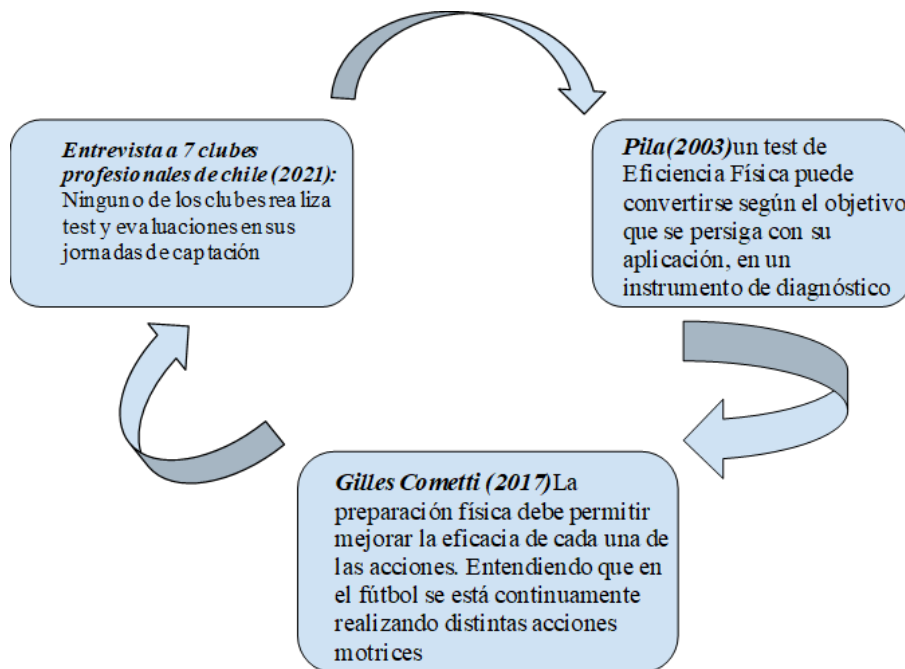 Entrevista a 7 clubes
profesionales de chile (2021):
Ninguno de los clubes realiza
test y evaluaciones en sus
jornadas de captación
Pila(2003)un test de
Eficiencia Física puede
convertirse según el objetivo
que se persiga con su
aplicación, en un
instrumento de diagnóstico
Gilles Cometti (2017)La
preparación física debe permitir
mejorar la eficacia de cada una de
las acciones. Entendiendo que en
el fútbol se está continuamente
realizando distintas acciones
motrices